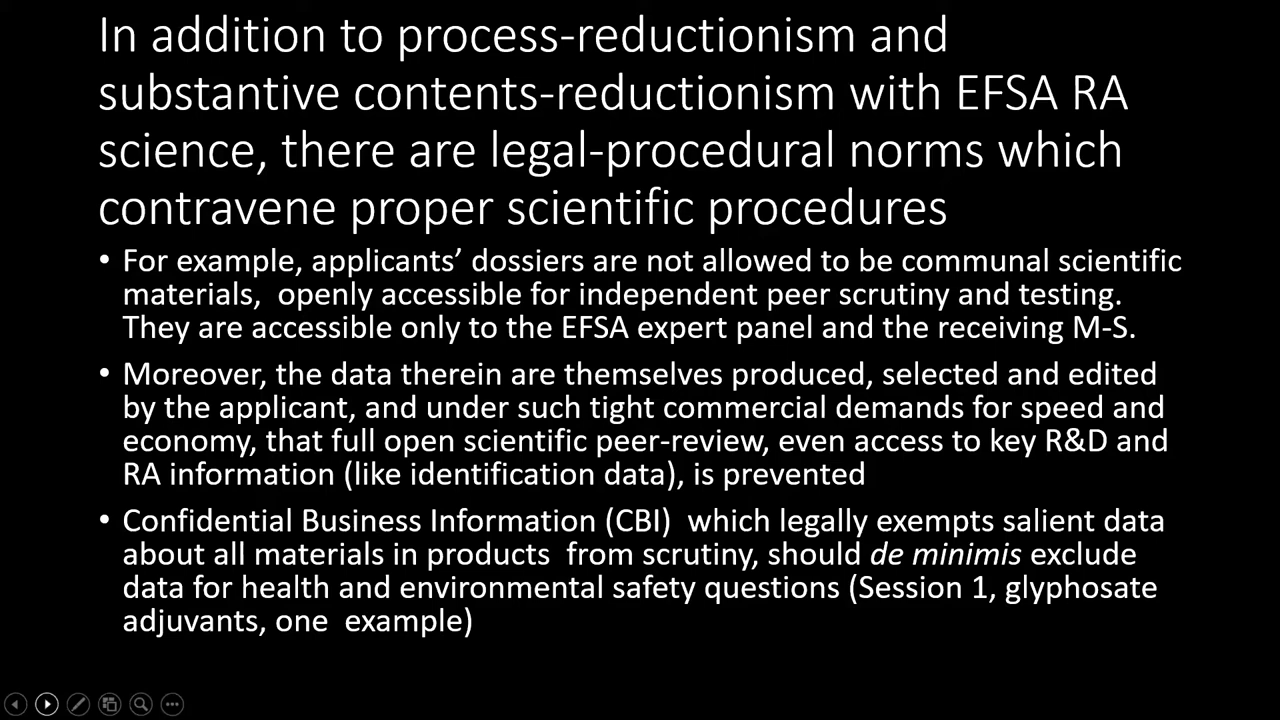 In addition to process-reductionism and
substantive contents-reductionism with EFSA RA
science, there are legal-procedural norms which
contravene proper scientific procedures
• For example, applicants’ dossiers are not allowed to be communal scientific
materials,  openly accessible for independent peer scrutiny and testing.
They are accessible only to the EFSA expert panel and the receiving M-S.
• Moreover, the data therein are themselves produced, selected and edited
by the applicant, and under such tight commercial demands for speed and
economy, that full open scientific peer-review, even access to key R&D and
RA information (like identification data), is prevented
• Confidential Business Information (CBI)  which legally exempts salient data
about all materials in products  from scrutiny, should de minimis exclude
data for health and environmental safety questions (Session 1, glyphosate
adjuvants, one  example)